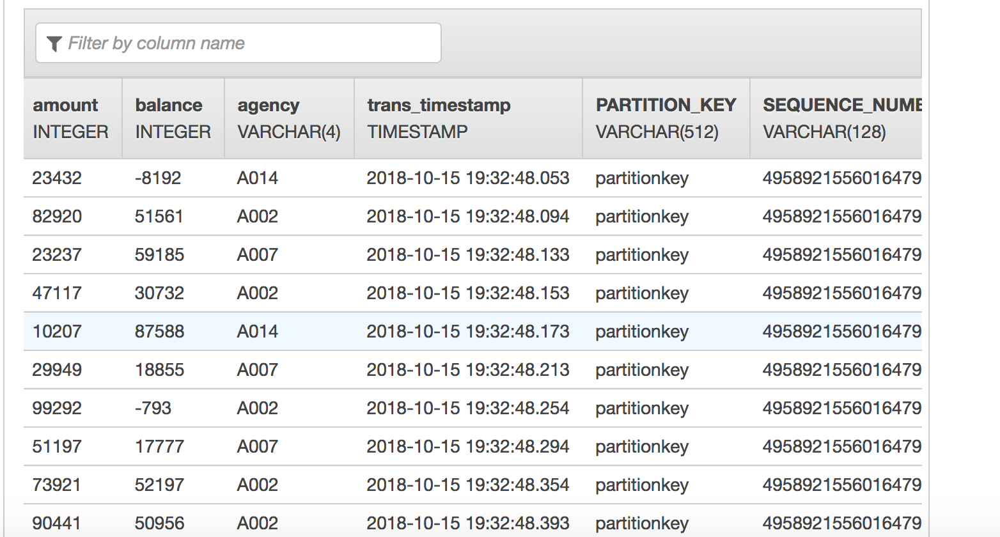 Filter by column name
amount balance agency trans_timestamp PARTITION_KEY SEQUENCE_NUME
INTEGER INTEGER VARCHAR(4) TIMESTAMP VARCHAR(512) VARCHAR(128)
23432 -8192 A014 2018-10-15 19:32:48.053 partitionkey 4958921556016479
82920 51561 A002 2018-10-15 19:32:48.094 partitionkey 4958921556016479
23237 59185 A007 2018-10-15 19:32:48.133 partitionkey 4958921556016479
47117 30732 A002 2018-10-15 19:32:48.153 partitionkey 4958921556016479
10207 87588 A014 2018-10-15 19:32:48.173 partitionkey 4958921556016479
29949 18855 A007 2018-10-15 19:32:48.213 partitionkey 4958921556016479
99292 -793 A002 2018-10-15 19:32:48.254 partitionkey 4958921556016479
51197 17777 A007 2018-10-15 19:32:48.294 partitionkey 4958921556016479
73921 52197 A002 2018-10-15 19:32:48.354 partitionkey 4958921556016479
90441 50956 A002 2018-10-15 19:32:48.393 partitionkey 4958921556016479